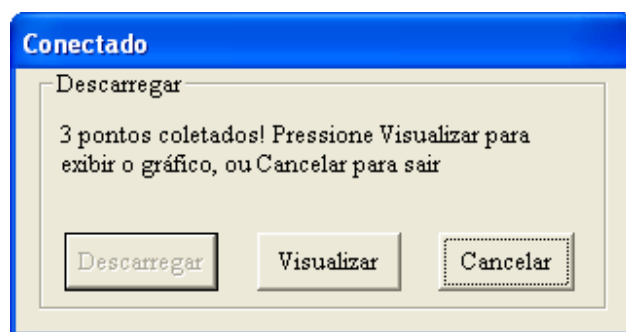 Conectado
Descarregar
3 pontos coletados! Pressione Visualizar para
exibir o gráfico, ou Cancelar para sair
Descarregar Visualizar Cancelar